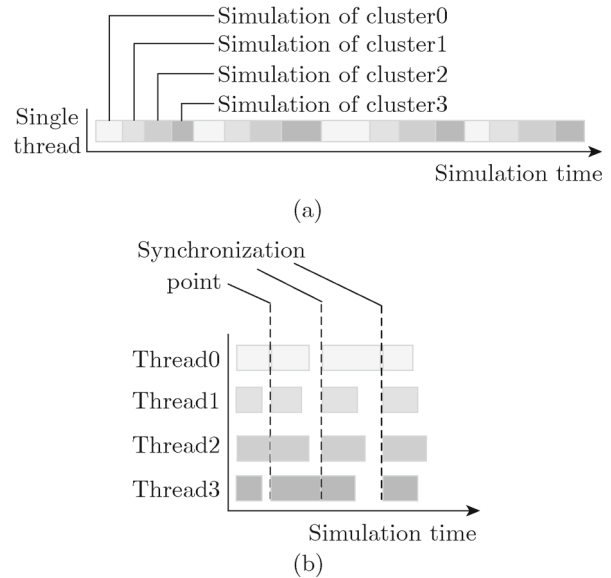 Simulation of cluster0
Simulation of cluster1
Simulation of cluster2
Simulation of cluster3
Single
thread
Simulation time
(a)
Synchronization
point
Thread0
Thread1
Thread2
Thread3
Simulation time
(b)